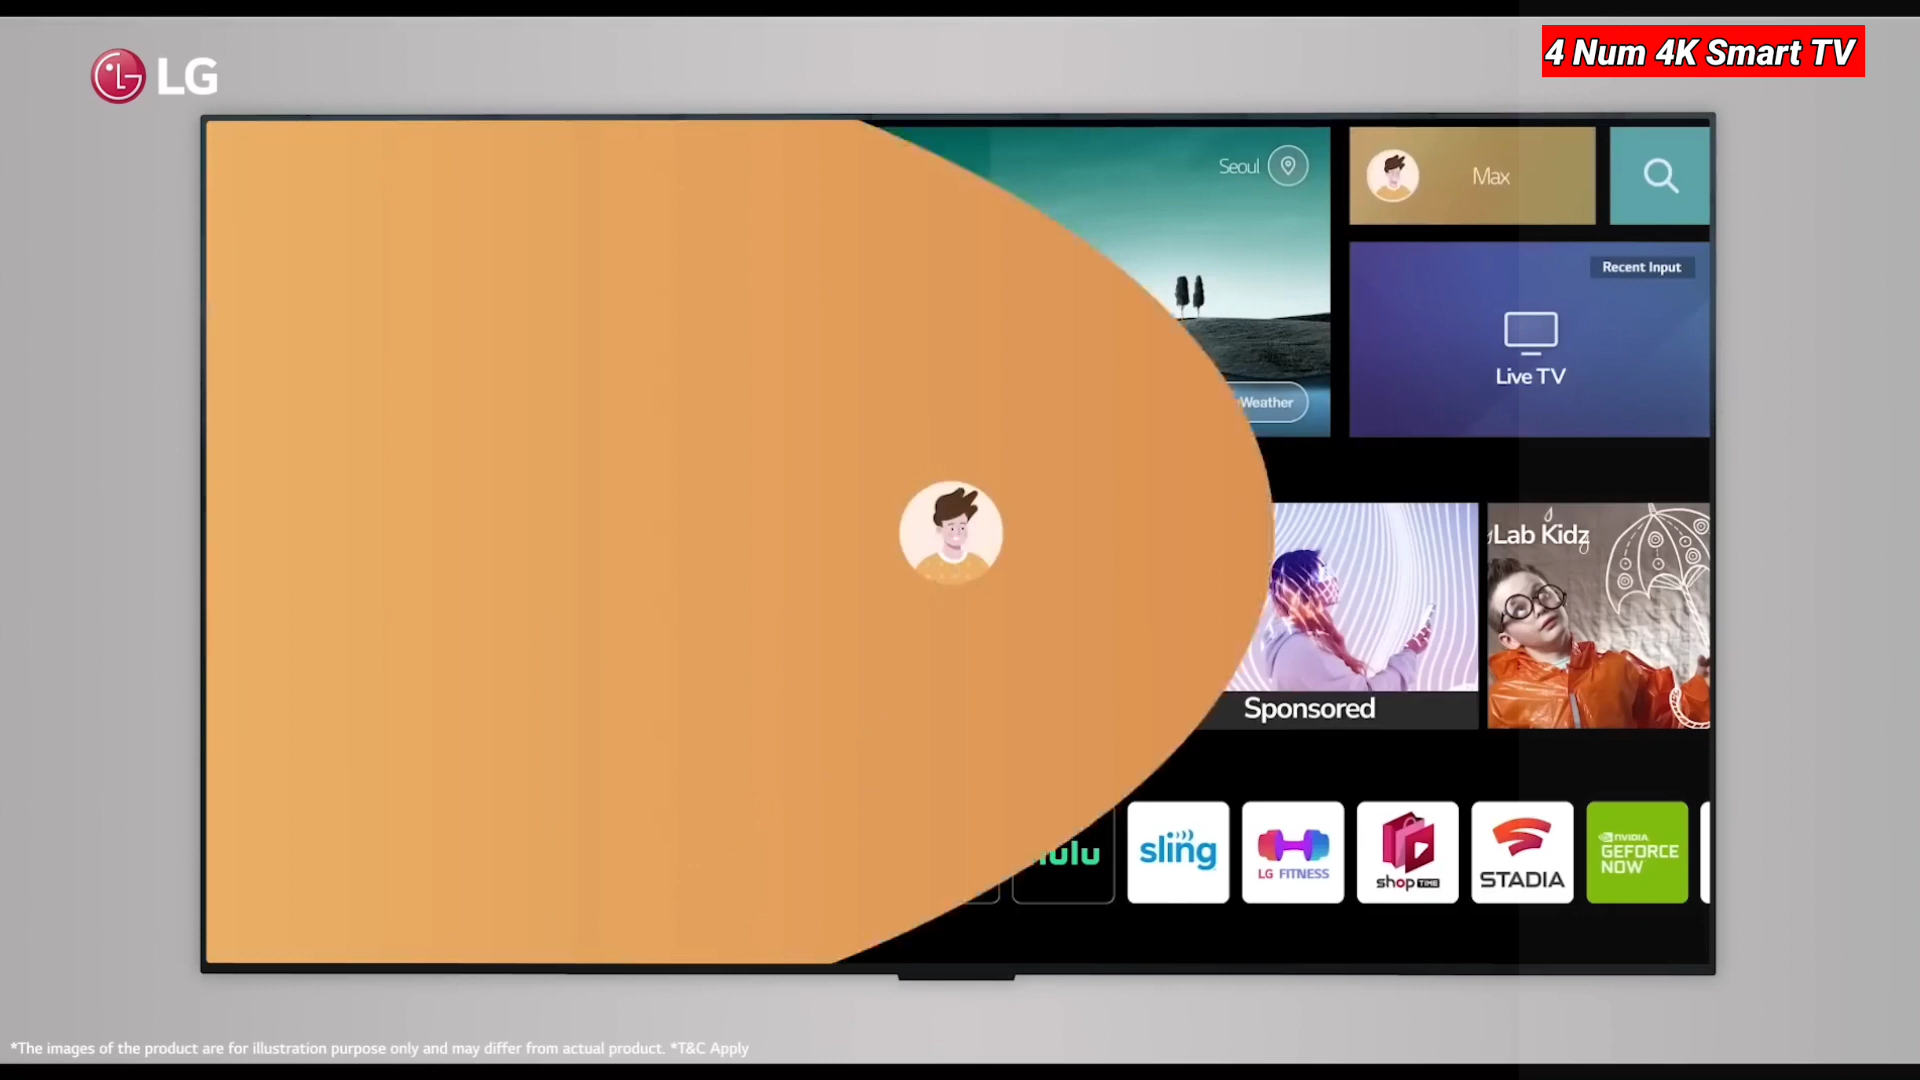 LG
4 Num 4K Smart TV
Seoul
Max
Recent Input
Live TV
Weather
Lab Kidz
Sponsored
hulu
sling
LG FITNESS
shop TIME
STADIA
NVIDIA
GEFORCE
NOW
*The images of the product are for illustration purpose only and may differ from actual product. *T&C Apply